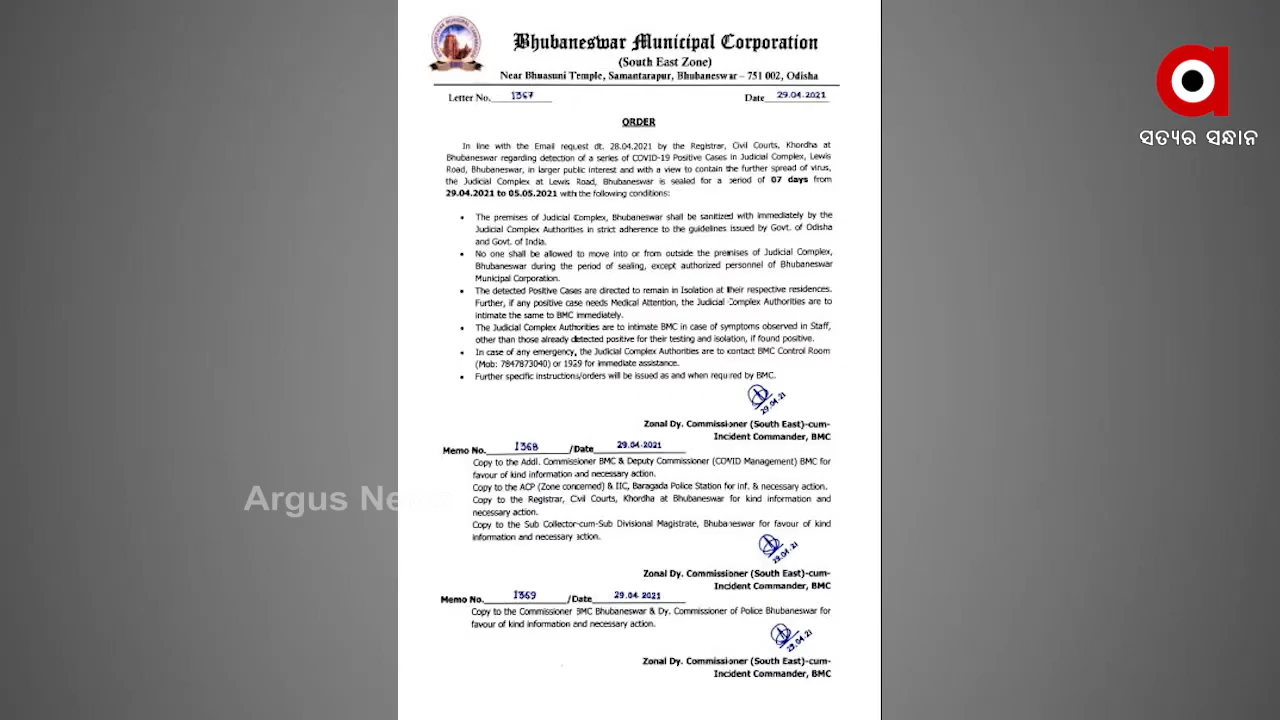 Bhubaneswar Municipal Corporation
(South East Zone)
Near Bhuasuni Temple, Samantarapur, Bhubaneswar – 751 002, Odisha
Letter No. 1367 Date 29.04.2021
ସତ୍ୟର ସନ୍ଧାନ
ORDER
In line with the Email request dt. 28.04.2021 by the Registrar, Civil Courts, Khordha at
Bhubaneswar regarding detection of a series of COVID-19 Positive Cases in Judicial Complex, Lewis
Road, Bhubaneswar, in larger public interest and with a view to contain the further spread of virus,
the Judicial Complex at Lewis Road, Bhubaneswar is sealed for a period of 07 days from
29.04.2021 to 05.05.2021 with the following conditions:
• The premises of Judicial Complex, Bhubaneswar shall be sanitized with immediately by the
Judicial Complex Authorities in strict adherence to the guidelines issued by Govt. of Odisha
and Govt. of India.
• No one shall be allowed to move into or from outside the premises of Judicial Complex,
Bhubaneswar during the period of sealing, except authorized personnel of Bhubaneswar
Municipal Corporation.
• The detected Positive Cases are directed to remain in Isolation at their respective residences.
Further, if any positive case needs Medical Attention, the Judicial Complex Authorities are to
intimate the same to BMC immediately.
• The Judicial Complex Authorities are to intimate BMC in case of symptoms observed in Staff,
other than those already detected positive for their testing and isolation, if found positive.
• In case of any emergency, the Judicial Complex Authorities are to contact BMC Control Room
(Mob: 7847873040) or 1929 for immediate assistance.
• Further specific instructions/orders will be issued as and when required by BMC.
29.04.21
Zonal Dy. Commissioner (South East)-cum-
Incident Commander, BMC
Memo No. 1368 /Date 29.04.2021
Copy to the Addl. Commissioner BMC & Deputy Commissioner (COVID Management) BMC for
favour of kind information and necessary action.
Copy to the ACP (Zone concerned) & IIC, Baragada Police Station for inf. & necessary action.
Copy to the Registrar, Civil Courts, Khordha at Bhubaneswar for kind information and
necessary action.
Copy to the Sub Collector-cum-Sub Divisional Magistrate, Bhubaneswar for favour of kind
information and necessary action.
Argus News
29.04.21
Zonal Dy. Commissioner (South East)-cum-
Incident Commander, BMC
Memo No. 1369 /Date 29.04.2021
Copy to the Commissioner BMC Bhubaneswar & Dy. Commissioner of Police Bhubaneswar for
favour of kind information and necessary action.
29.04.21
Zonal Dy. Commissioner (South East)-cum-
Incident Commander, BMC